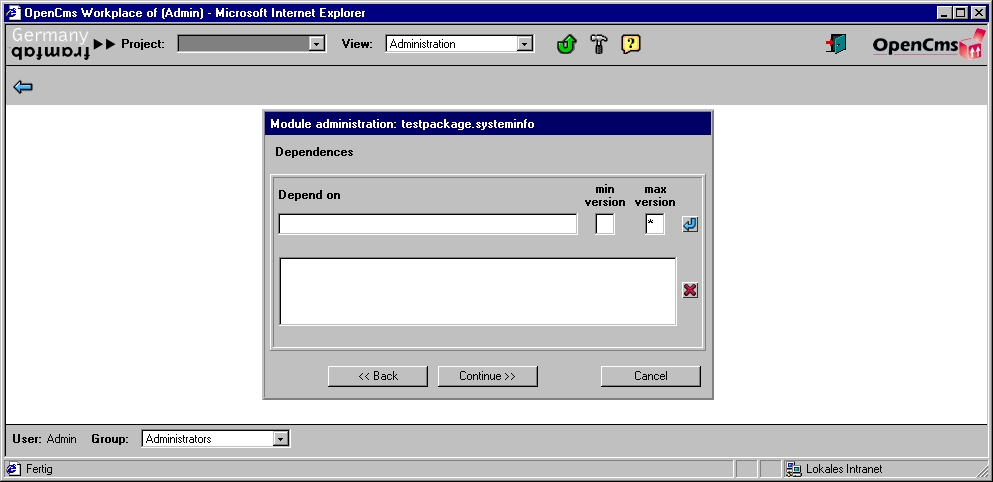 OpenCms Workplace of (Admin) - Microsoft Internet Explorer
Germany
framfab
Project:
View: Administration
OpenCms
Module administration: testpackage.systeminfo
Dependences
Depend on
min version
max version
*
<< Back
Continue >>
Cancel
User: Admin Group: Administrators
Fertig
Lokales Intranet